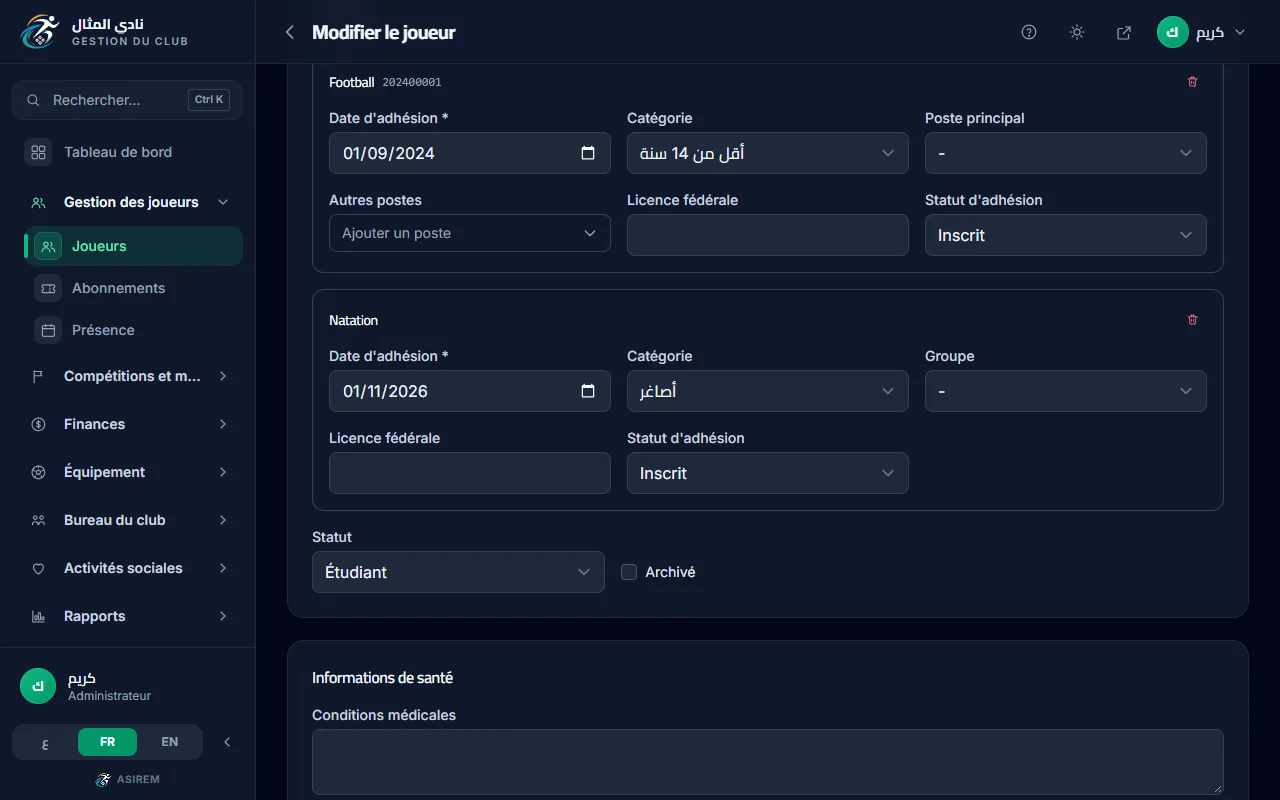 نادي المثال
GESTION DU CLUB
Modifier le joueur
ك
كريم
Rechercher...
Ctrl K
Tableau de bord
Gestion des joueurs
Joueurs
Abonnements
Présence
Compétitions et m...
Finances
Équipement
Bureau du club
Activités sociales
Rapports
ك
كريم
Administrateur
ع
FR
EN
ASIREM
Football 202400001
Date d'adhésion *
Catégorie
Poste principal
01/09/2024
أقل من 14 سنة
-
Autres postes
Licence fédérale
Statut d'adhésion
Ajouter un poste
Inscrit
Natation
Date d'adhésion *
Catégorie
Groupe
01/11/2026
أصاغر
-
Licence fédérale
Statut d'adhésion
Inscrit
Statut
Étudiant
Archivé
Informations de santé
Conditions médicales